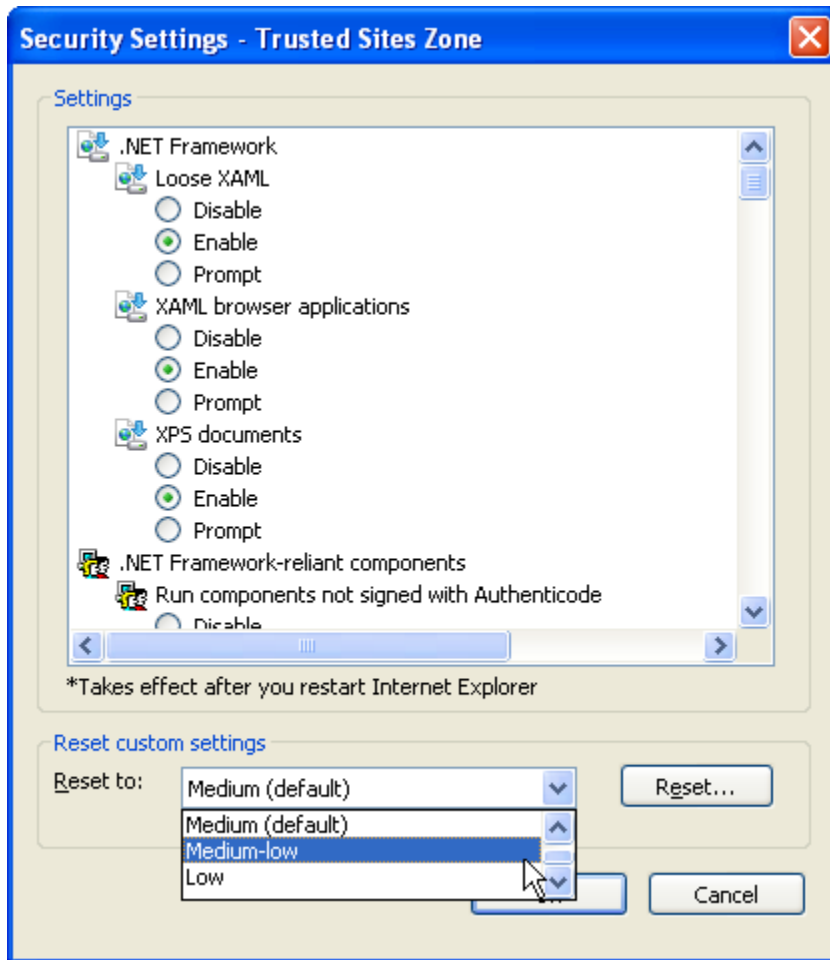 Security Settings - Trusted Sites Zone
Settings
.NET Framework
Loose XAML
Disable
Enable
Prompt
XAML browser applications
Disable
Enable
Prompt
XPS documents
Disable
Enable
Prompt
.NET Framework-reliant components
Run components not signed with Authenticode
Disable
*Takes effect after you restart Internet Explorer
Reset custom settings
Reset to:
Medium (default)
Reset...
Medium (default)
Medium-low
Low
Cancel